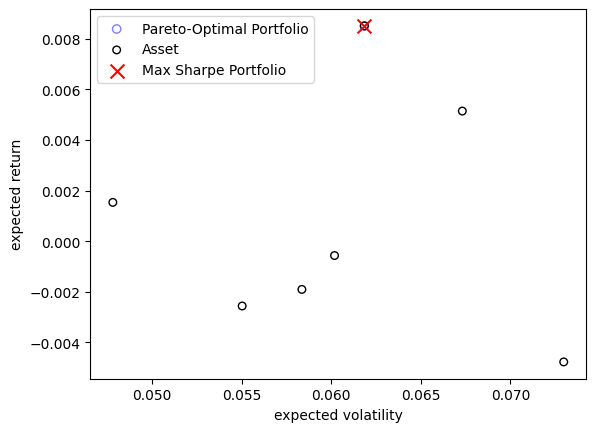 Pareto-Optimal Portfolio
Asset
Max Sharpe Portfolio
0.008
0.006
0.004
0.002
0.000
−0.002
−0.004
expected return
0.050
0.055
0.060
0.065
0.070
expected volatility